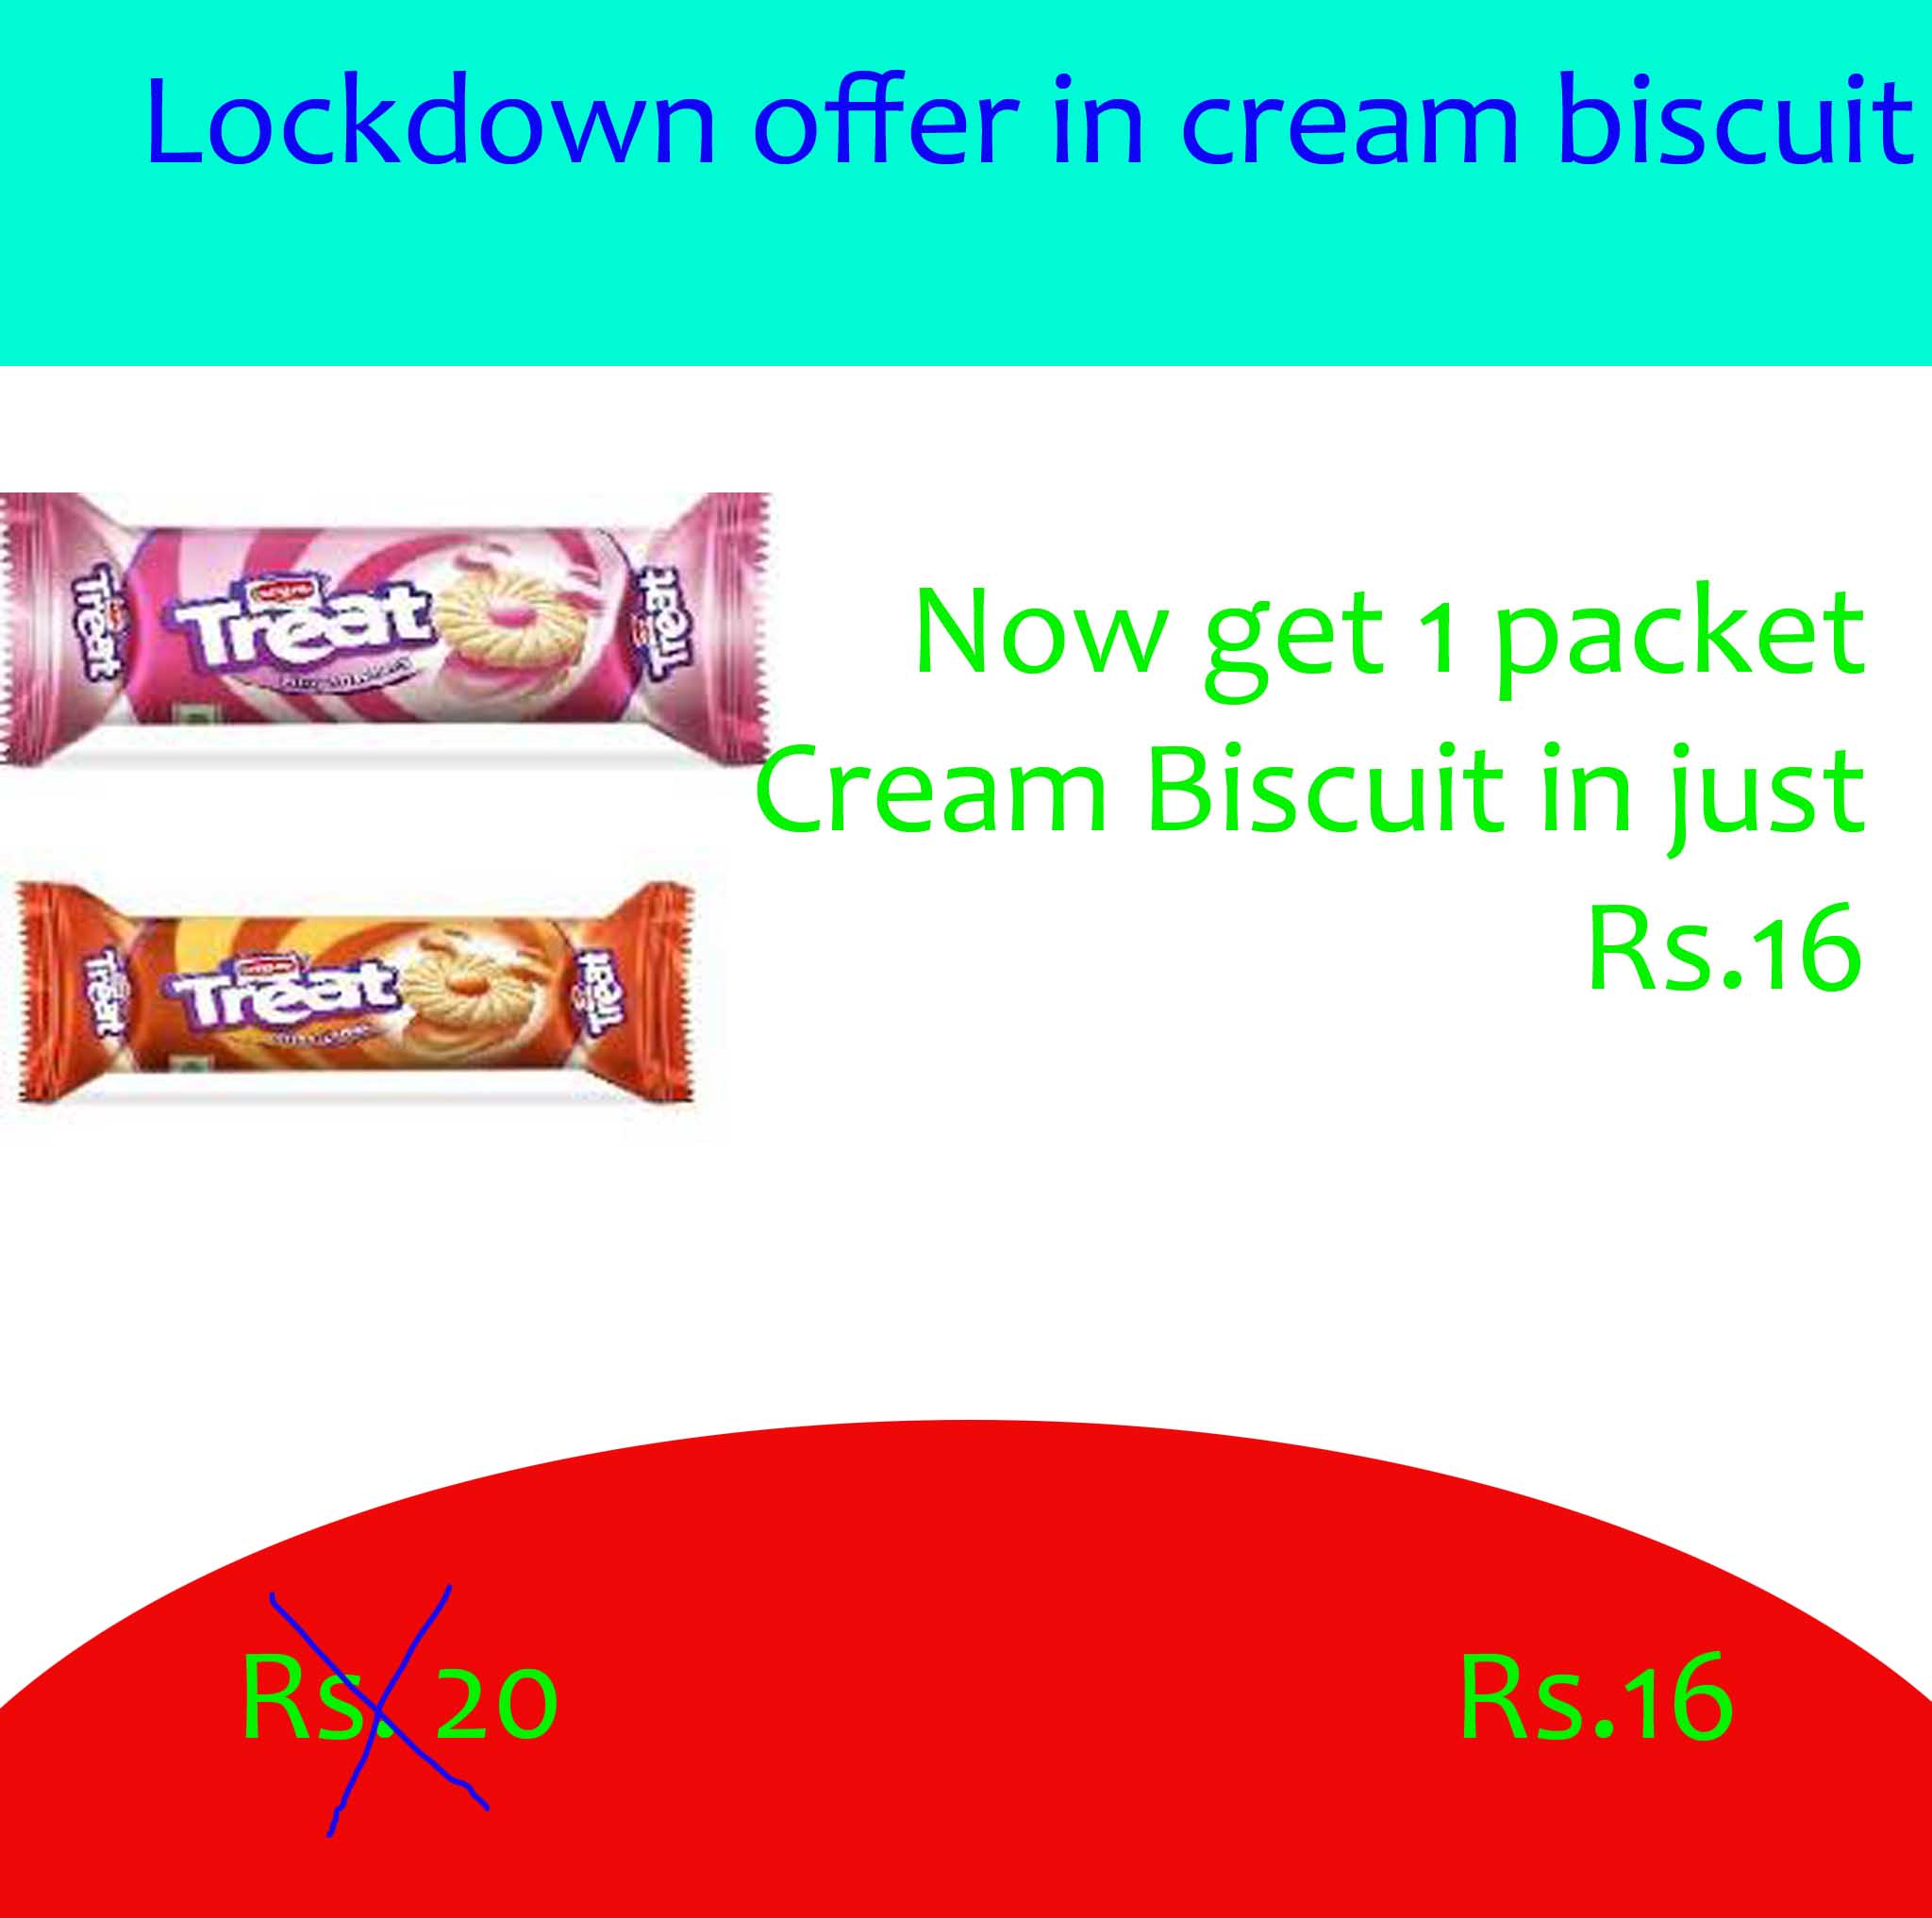 Lockdown offer in cream biscuit
Treat
Treat
Treat
Now get 1 packet
Cream Biscuit in just
Rs.16
Treat
Treat
Treat
Rs. 20
Rs.16